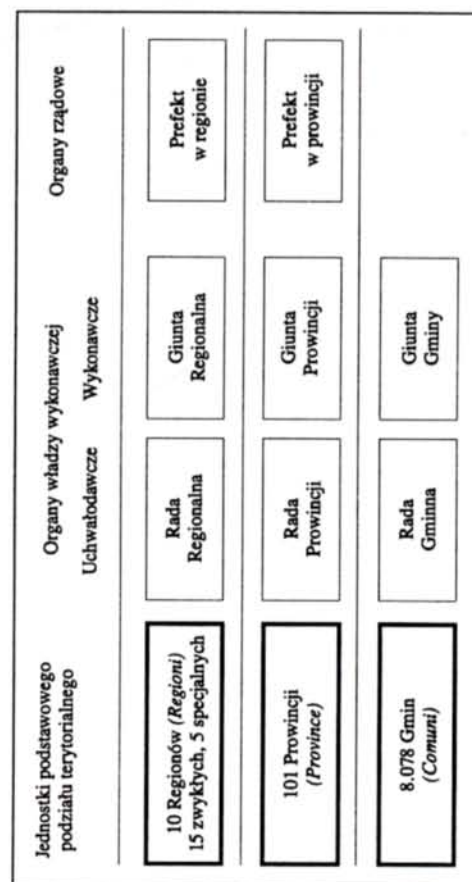 Jednostki podstawowego
podziału terytorialnego
Organy władzy wykonawczej
Uchwałodawcze
Wykonawcze
Organy rządowe
10 Regionów (Regioni)
15 zwykłych, 5 specjalnych
Rada
Regionalna
Giunta
Regionalna
Prefekt
w regionie
101 Prowincji
(Province)
Rada
Prowincji
Giunta
Prowincji
Prefekt
w prowincji
8.078 Gmin
(Comuni)
Rada
Gminna
Giunta
Gminy